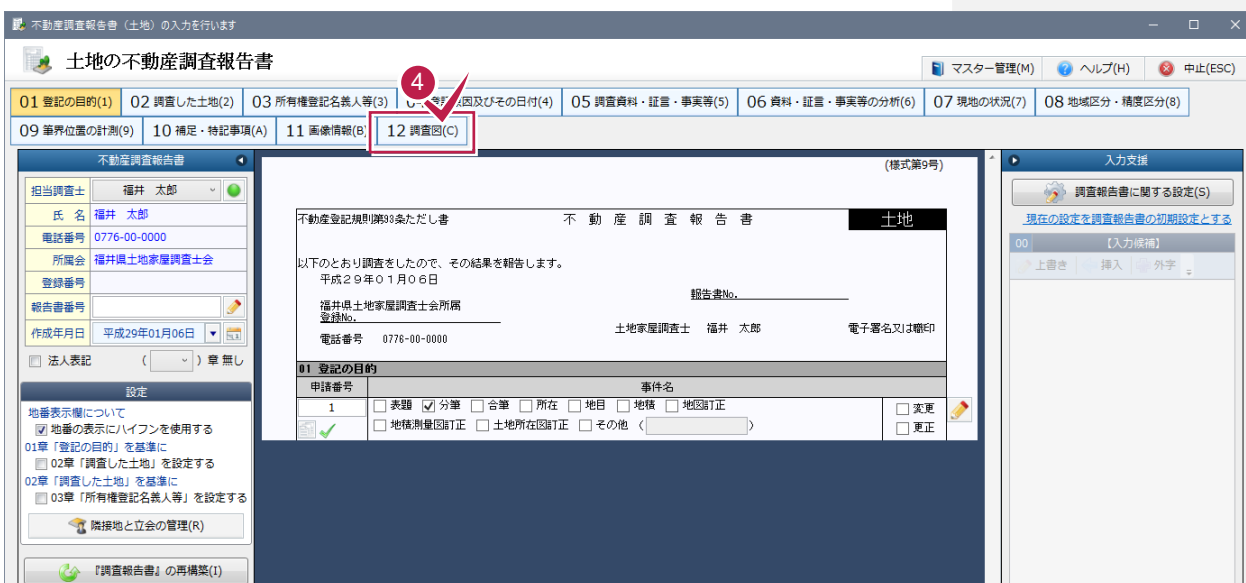 不動産調査報告書（土地）の入力を行います
土地の不動産調査報告書
マスター管理(M) ヘルプ(H) 中止(ESC)
4
01 登記の目的(1) 02 調査した土地(2) 03 所有権登記名義人等(3) 因及びその日付(4) 05 調査資料・証言・事実等(5) 06 資料・証言・事実等の分析(6) 07 現地の状況(7) 08 地域区分・精度区分(8)
09 筆界位置の計測(9) 10 補足・特記事項(A) 11 画像情報(B) 12 調査図(C)
不動産調査報告書
担当調査士 福井 太郎
氏 名 福井 太郎
電話番号 0776-00-0000
所属会 福井県土地家屋調査士会
登録番号
報告書番号
作成年月日 平成29年01月06日
法人表記 ( ) 章 無し
設定
地番表示欄について
地番の表示にハイフンを使用する
01章「登記の目的」を基準に
02章「調査した土地」を設定する
02章「調査した土地」を基準に
03章「所有権登記名義人等」を設定する
隣接地と立会の管理(R)
『調査報告書』の再構築(I)
(様式第9号)
不動産登記規則第93条ただし書 不 動 産 調 査 報 告 書 土地
以下のとおり調査をしたので、その結果を報告します。
平成２９年０１月０６日
報告書No.
福井県土地家屋調査士会所属
登録No.
土地家屋調査士 福井 太郎 電子署名又は職印
電話番号 0776-00-0000
01 登記の目的
申請番号 事件名
1 表題 分筆 合筆 所在 地目 地積 地図訂正 変更
地積測量図訂正 土地所在図訂正 その他 ( ) 更正
入力支援
調査報告書に関する設定(S)
現在の設定を調査報告書の初期設定とする
00 【入力候補】
上書き 挿入 外字